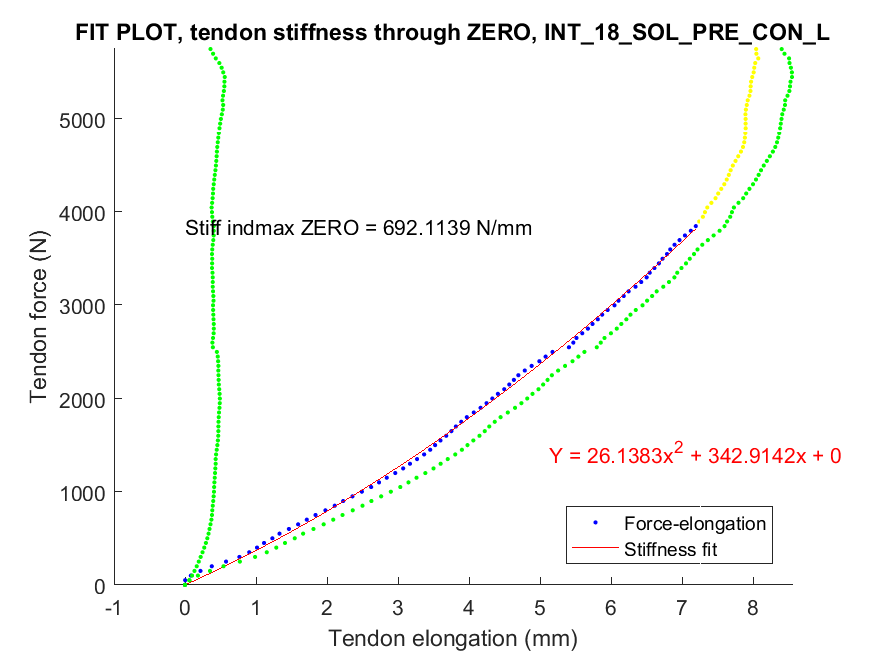 FIT PLOT, tendon stiffness through ZERO, INT_18_SOL_PRE_CON_L
5000
4000
Stiff indmax ZERO = 692.1139 N/mm
3000
Tendon force (N)
2000
Y = 26.1383x² + 342.9142x + 0
1000
Force-elongation
Stiffness fit
0
-1 0 1 2 3 4 5 6 7 8
Tendon elongation (mm)